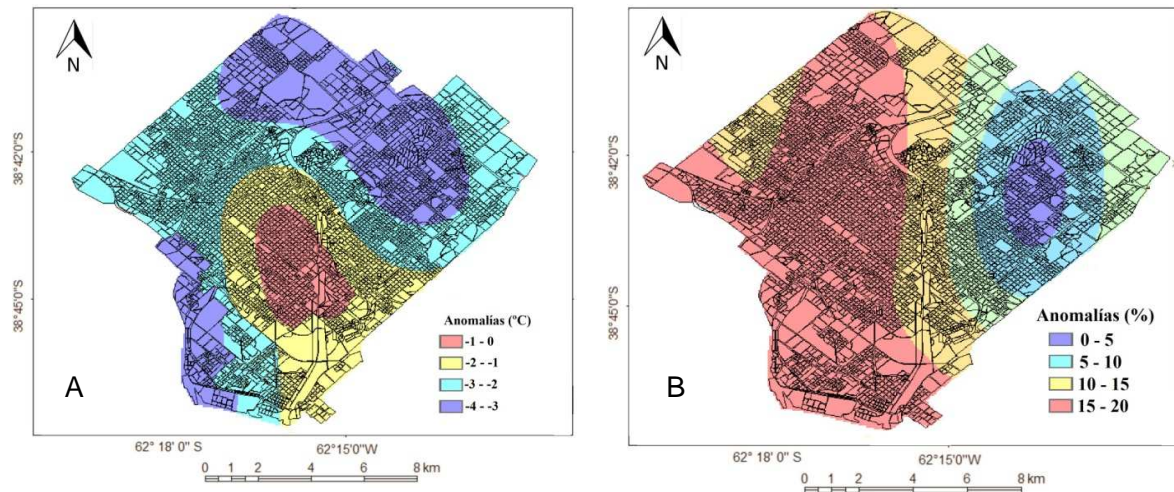 N
38°42'0"S
38°45'0"S
A
Anomalías (ºC)
-1 - 0
-2 - -1
-3 - -2
-4 - -3
62° 18' 0" S
62°15'0"W
0 1 2 4 6 8 km
N
38°42'0"S
38°45'0"S
B
Anomalías (%)
0 - 5
5 - 10
10 - 15
15 - 20
62° 18' 0" S
62°15'0"W
0 1 2 4 6 8 km